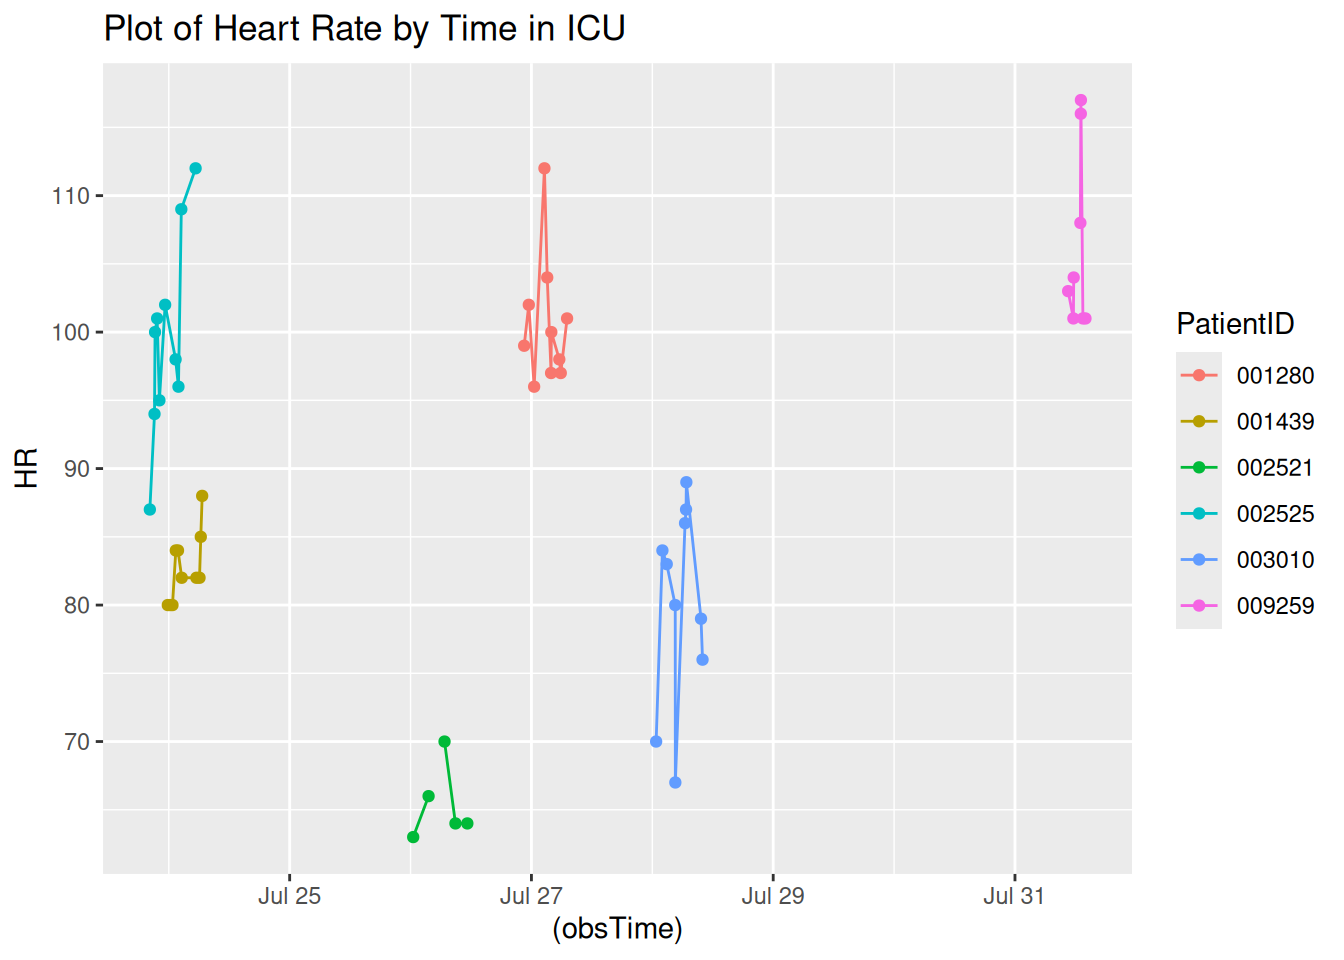 Plot of Heart Rate by Time in ICU
110
100
90
80
70
HR
Jul 25
Jul 27
Jul 29
Jul 31
(obsTime)
PatientID
001280
001439
002521
002525
003010
009259